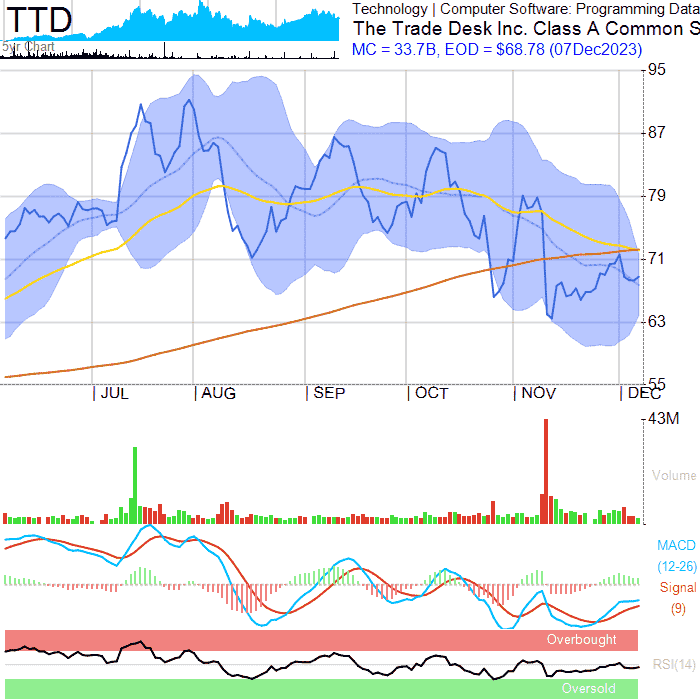 TTD
Technology | Computer Software: Programming Data
The Trade Desk Inc. Class A Common S
MC = 33.7B, EOD = $68.78 (07Dec2023)
5yr Chart
95
87
79
71
63
55
JUL AUG SEP OCT NOV DEC
43M
Volume
MACD
(12-26)
Signal
(9)
Overbought
RSI(14)
Oversold